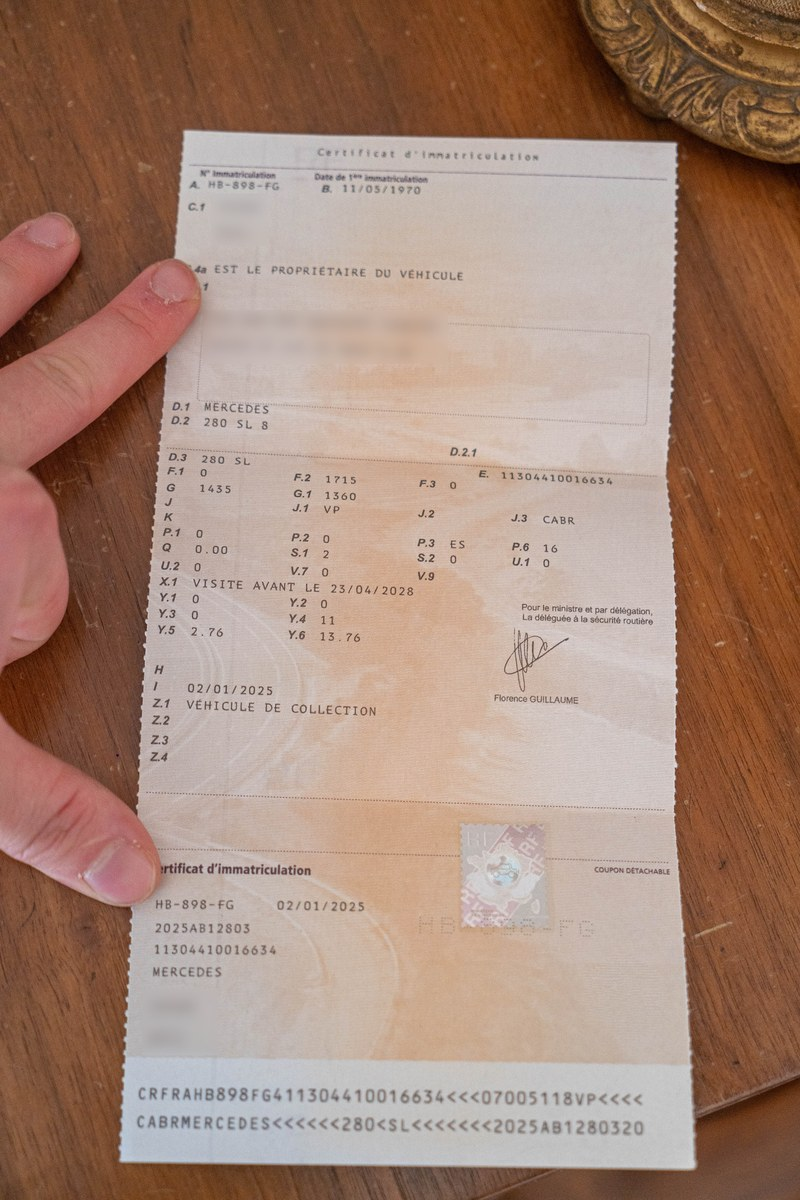 Certificat d'immatriculation
N° Immatriculation Date de 1ère immatriculation
A. HB-898-FG B. 11/05/1970
C.1
4a EST LE PROPRIÉTAIRE DU VÉHICULE
1
D.1 MERCEDES
D.2 280 SL 8
D.2.1
D.3 280 SL E. 11304410016634
F.1 0 F.2 1715 F.3 0
G 1435 G.1 1360
J J.1 VP J.2 J.3 CABR
K
P.1 0 P.2 0 P.3 ES P.6 16
Q 0.00 S.1 2 S.2 0 U.1 0
U.2 0 V.7 0 V.9
X.1 VISITE AVANT LE 23/04/2028
Y.1 0 Y.2 0
Y.3 0 Y.4 11
Y.5 2.76 Y.6 13.76
Pour le ministre et par délégation,
La déléguée à la sécurité routière
Florence GUILLAUME
H
I 02/01/2025
Z.1 VÉHICULE DE COLLECTION
Z.2
Z.3
Z.4
ertificat d'immatriculation COUPON DÉTACHABLE
HB-898-FG 02/01/2025
2025AB12803 HB-898-FG
11304410016634
MERCEDES
CRFRAHB898FG411304410016634<<<07005118VP<<<<
CABRMERCEDES<<<<<<280<SL<<<<<<<2025AB1280320